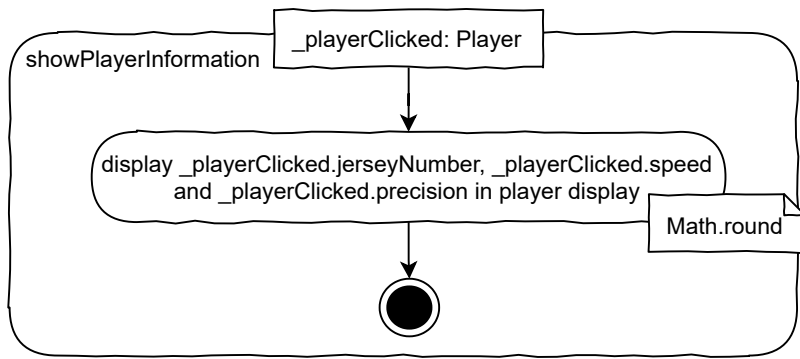 _playerClicked: Player
showPlayerInformation
display _playerClicked.jerseyNumber, _playerClicked.speed
and _playerClicked.precision in player display
Math.round